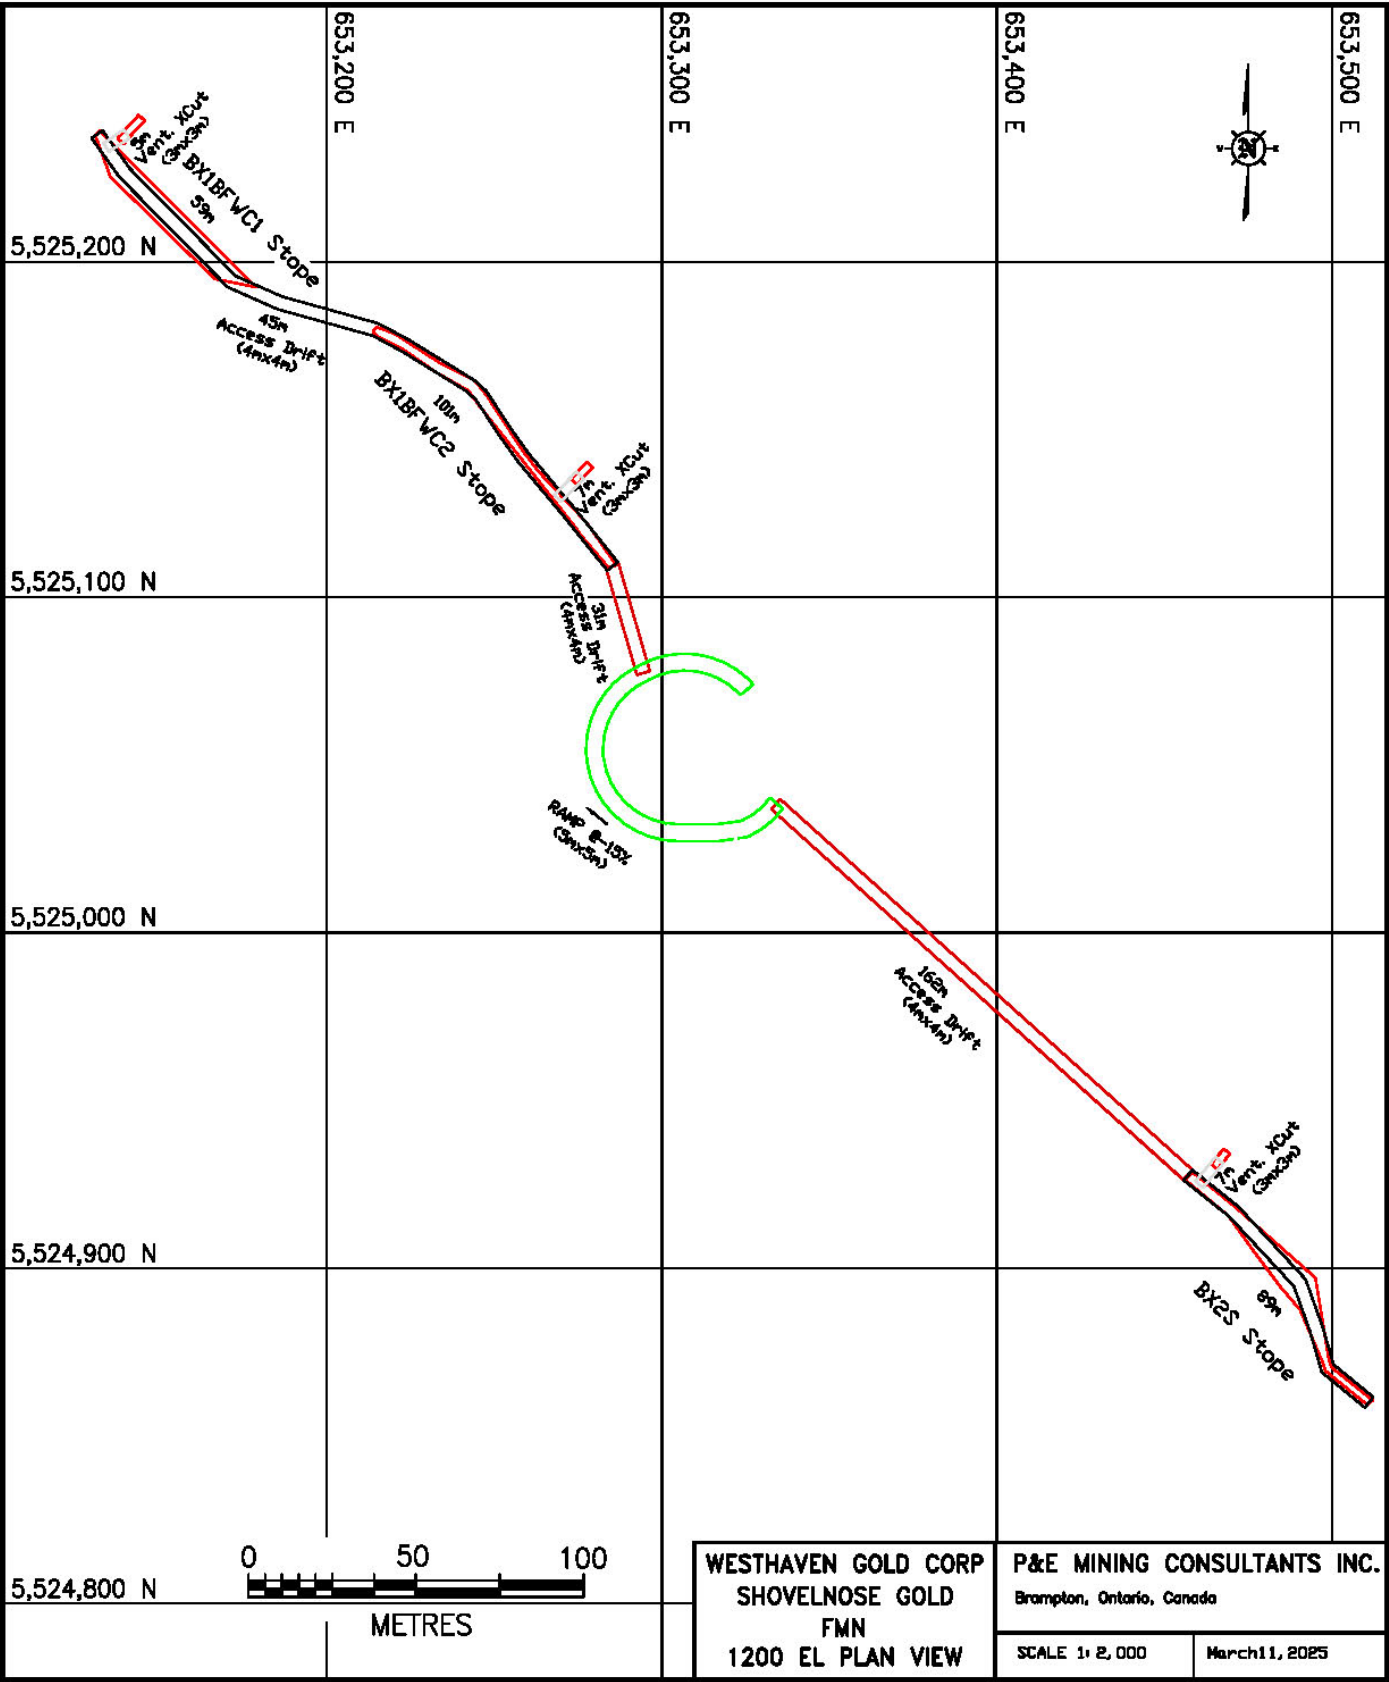 653,200 E
653,300 E
653,400 E
653,500 E
Vent. XCut
(3mx3m)
BX1BFWC1 Stope
59m
5,525,200 N
45m
Access Drift
(4mx4m)
101m
BX1BFWC2 Stope
7m
Vent. XCut
(3mx3m)
5,525,100 N
31m
Access Drift
(4mx4m)
RAMP @-15%
(5mx5m)
5,525,000 N
162m
Access Drift
(4mx4m)
7m
Vent. XCut
(3mx3m)
5,524,900 N
89m
BX2S Stope
0 50 100
METRES
5,524,800 N
WESTHAVEN GOLD CORP
SHOVELNOSE GOLD
FMN
1200 EL PLAN VIEW
P&E MINING CONSULTANTS INC.
Brampton, Ontario, Canada
SCALE 1:2,000
March11,2025